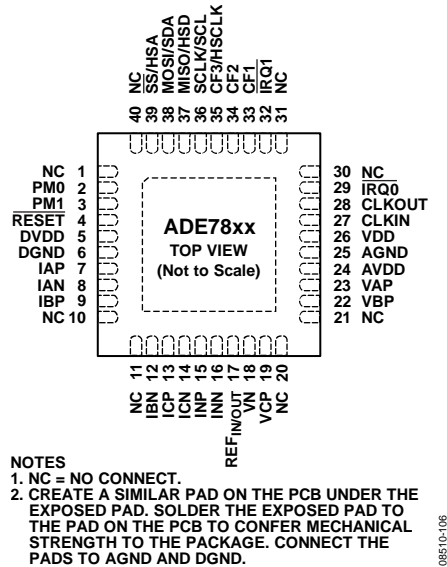 40 NC
39 SS/HSA
38 MOSI/SDA
37 MISO/HSD
36 SCLK/SCL
35 CF3/HSCLK
34 CF2
33 CF1
32 IRQ1
31 NC
NC 1
PM0 2
PM1 3
RESET 4
DVDD 5
DGND 6
IAP 7
IAN 8
IBP 9
NC 10
ADE78xx
TOP VIEW
(Not to Scale)
30 NC
29 IRQ0
28 CLKOUT
27 CLKIN
26 VDD
25 AGND
24 AVDD
23 VAP
22 VBP
21 NC
NC 11
IBN 12
ICP 13
ICN 14
INP 15
INN 16
REFIN/OUT 17
VN 18
VCP 19
NC 20
NOTES
1. NC = NO CONNECT.
2. CREATE A SIMILAR PAD ON THE PCB UNDER THE
EXPOSED PAD. SOLDER THE EXPOSED PAD TO
THE PAD ON THE PCB TO CONFER MECHANICAL
STRENGTH TO THE PACKAGE. CONNECT THE
PADS TO AGND AND DGND.
08510-106